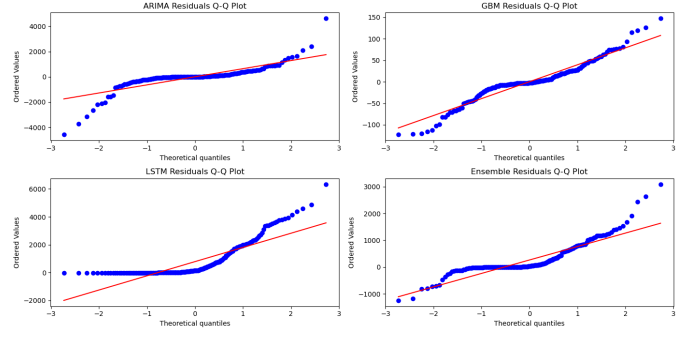 ARIMA Residuals Q-Q Plot
Ordered Values
4000
2000
0
−2000
−4000
−3 −2 −1 0 1 2 3
Theoretical quantiles
GBM Residuals Q-Q Plot
Ordered Values
150
100
50
0
−50
−100
−3 −2 −1 0 1 2 3
Theoretical quantiles
LSTM Residuals Q-Q Plot
Ordered Values
6000
4000
2000
0
−2000
−3 −2 −1 0 1 2 3
Theoretical quantiles
Ensemble Residuals Q-Q Plot
Ordered Values
3000
2000
1000
0
−1000
−3 −2 −1 0 1 2 3
Theoretical quantiles